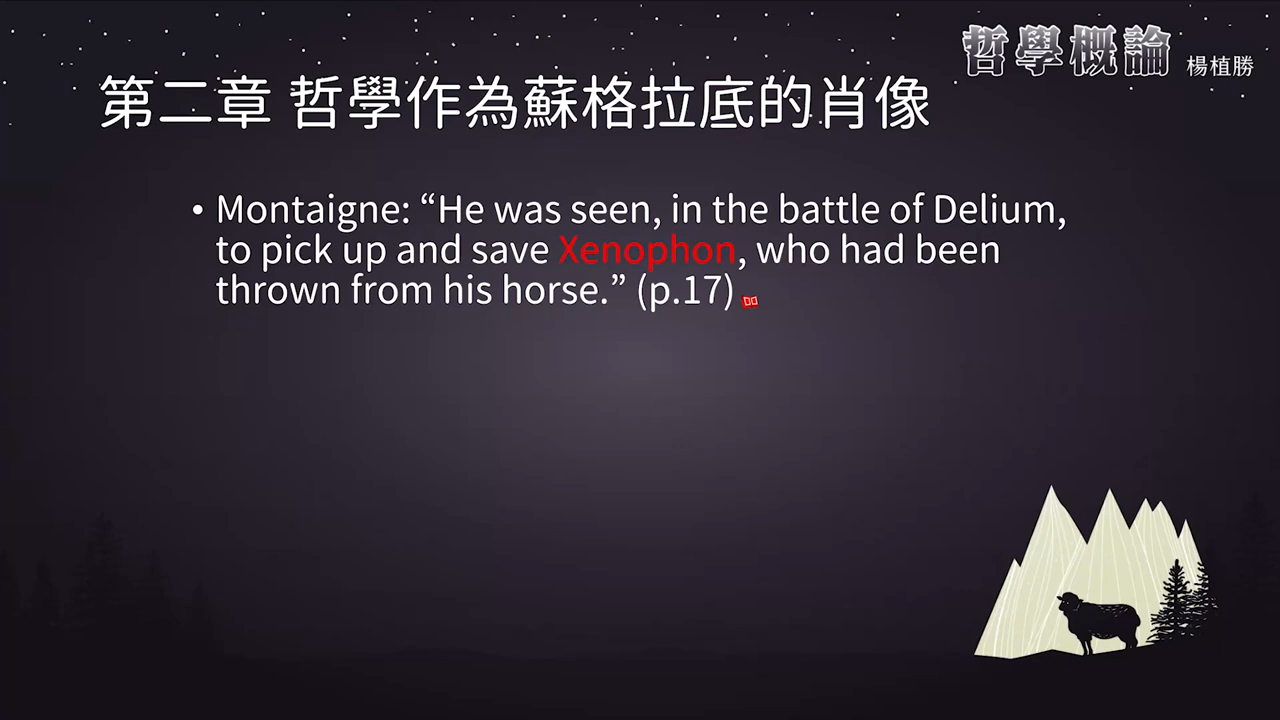 哲學概論 楊植勝
第二章 哲學作為蘇格拉底的肖像
• Montaigne: “He was seen, in the battle of Delium,
to pick up and save Xenophon, who had been
thrown from his horse.” (p.17)